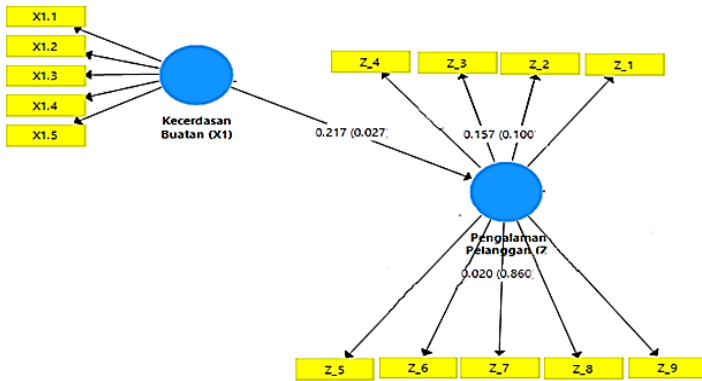 X1.1
X1.2
X1.3
X1.4
X1.5
Kecerdasan
Buatan (X1)
0.217 (0.027)
Z_4
Z_3
Z_2
Z_1
0.157 (0.100)
Pengalaman
Pelanggan (Z
0.020 (0.860)
Z_5
Z_6
Z_7
Z_8
Z_9